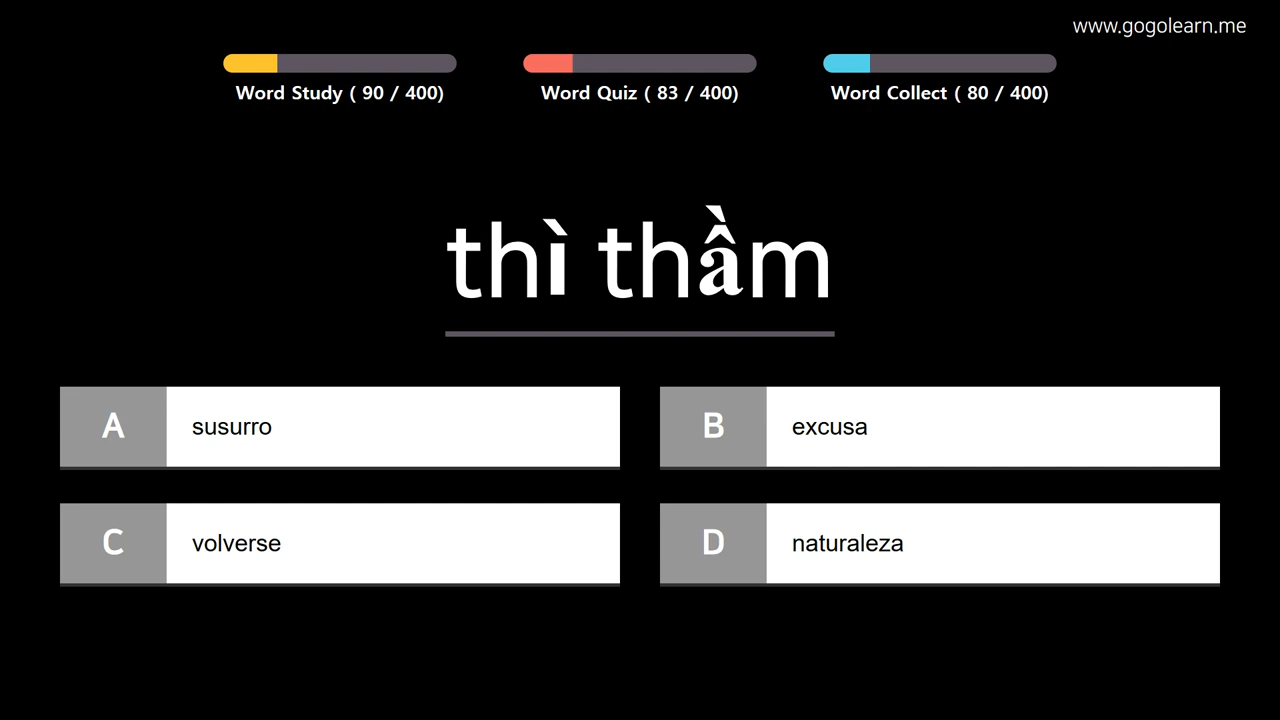 www.gogolearn.me
Word Study ( 90 / 400)
Word Quiz ( 83 / 400)
Word Collect ( 80 / 400)
thì thầm
A susurro
B excusa
C volverse
D naturaleza